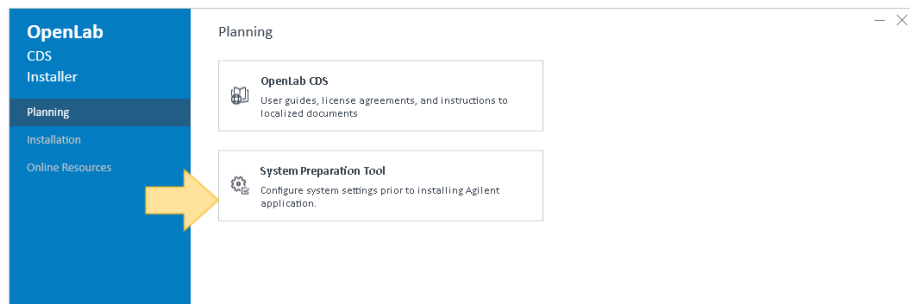 OpenLab
CDS
Installer
Planning
Installation
Online Resources
Planning
OpenLab CDS
User guides, license agreements, and instructions to
localized documents
System Preparation Tool
Configure system settings prior to installing Agilent
application.